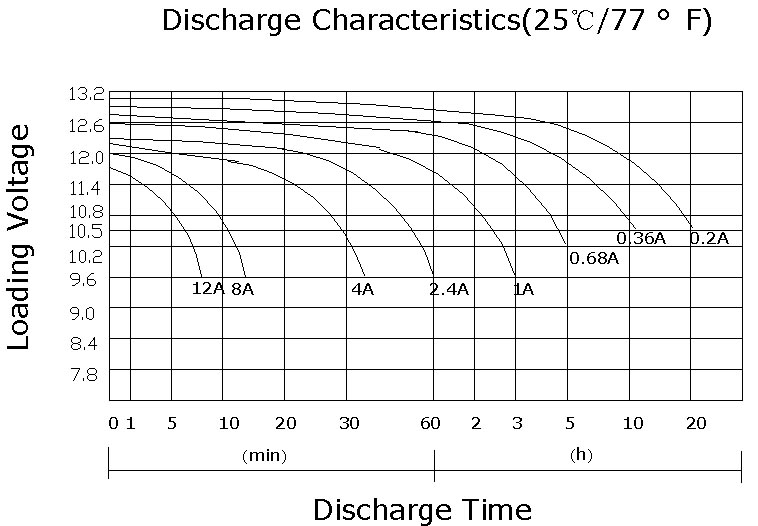 Discharge Characteristics(25℃/77 ° F)
Loading Voltage
13.2
12.6
12.0
11.4
10.8
10.5
10.2
9.6
9.0
8.4
7.8
12A 8A 4A 2.4A 1A 0.68A 0.36A 0.2A
0 1 5 10 20 30 60 2 3 5 10 20
(min) (h)
Discharge Time